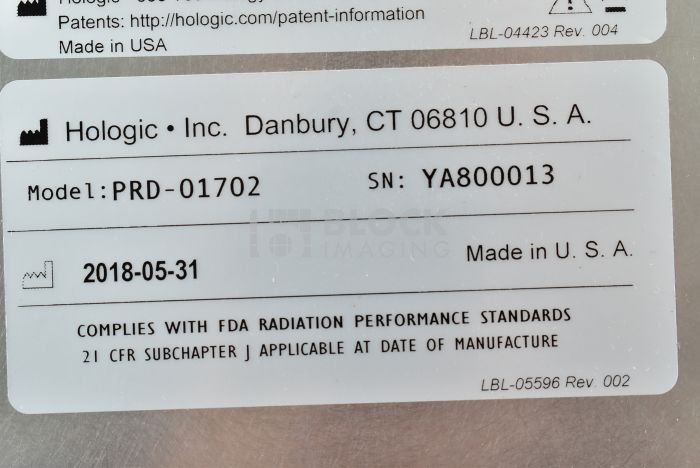 Patents: http://hologic.com/patent-information
Made in USA
LBL-04423 Rev. 004
Hologic • Inc. Danbury, CT 06810 U. S. A.
Model: PRD-01702 SN: YA800013
BLOCK
IMAGING
2018-05-31 Made in U. S. A.
COMPLIES WITH FDA RADIATION PERFORMANCE STANDARDS
21 CFR SUBCHAPTER J APPLICABLE AT DATE OF MANUFACTURE
LBL-05596 Rev. 002